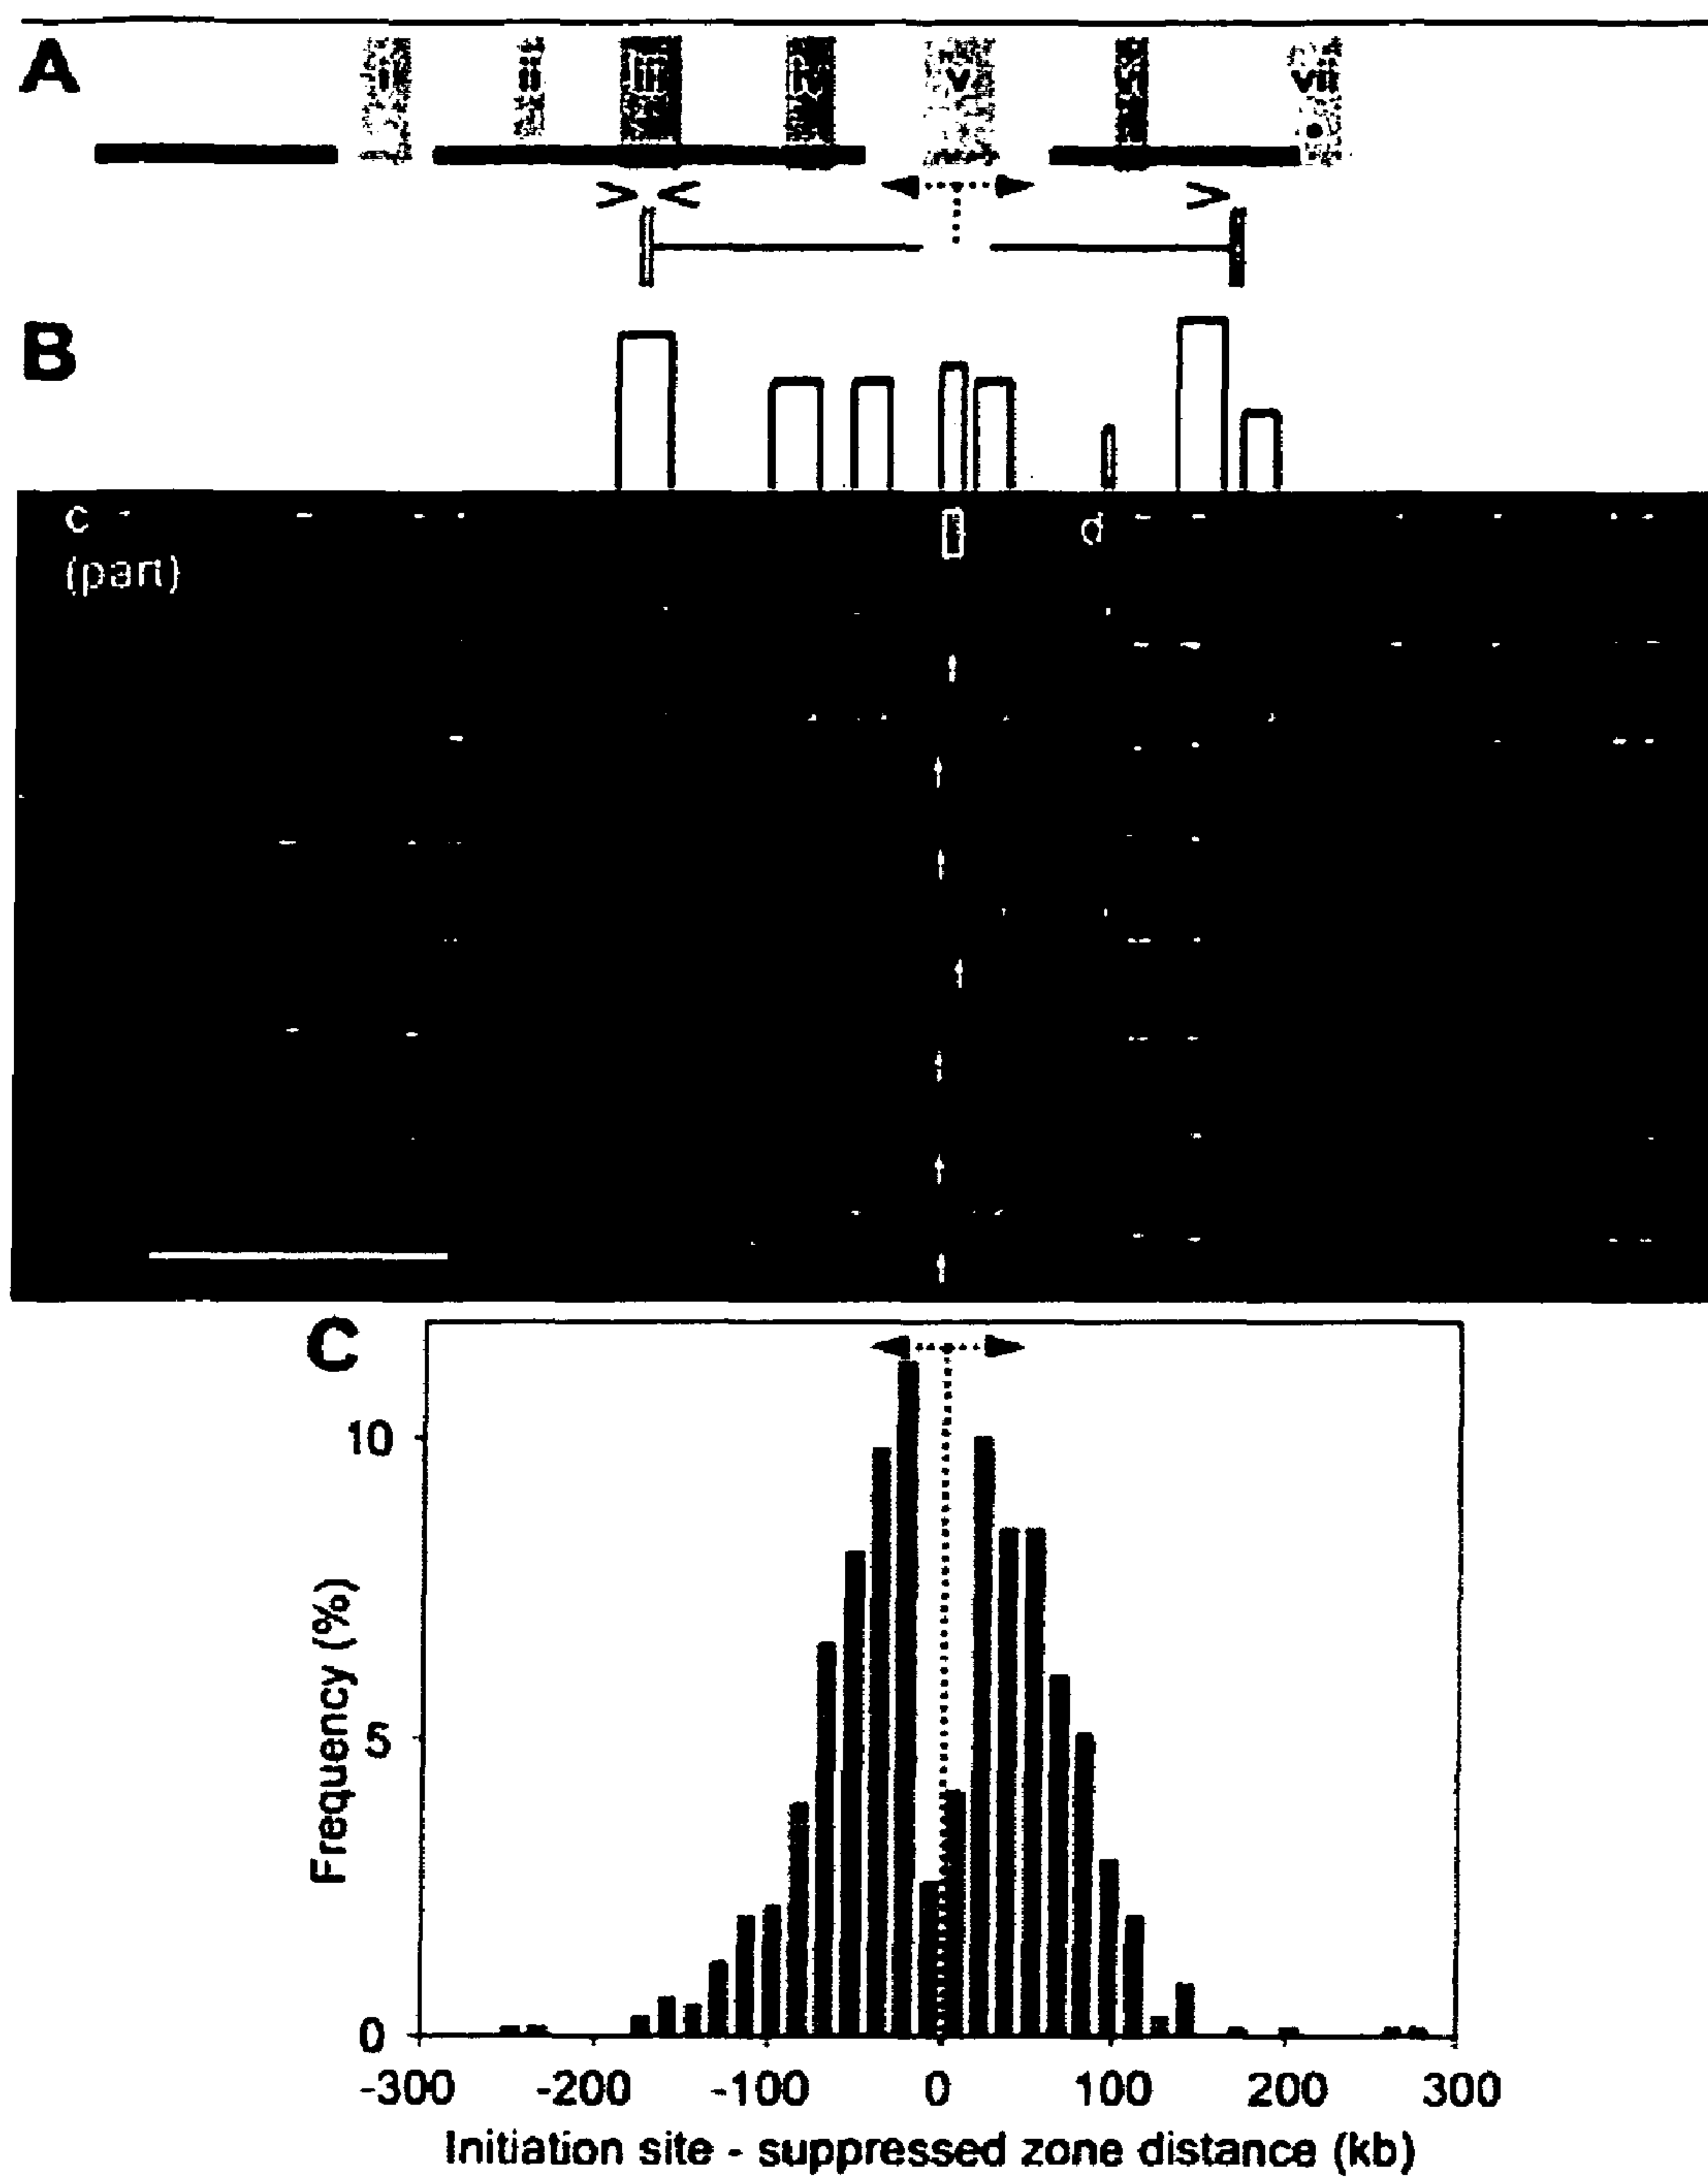 A
i ii iii iv v vi vii
> < >
B
c d
(part)
C
10
5
0
Frequency (%)
-300 -200 -100 0 100 200 300
Initiation site - suppressed zone distance (kb)